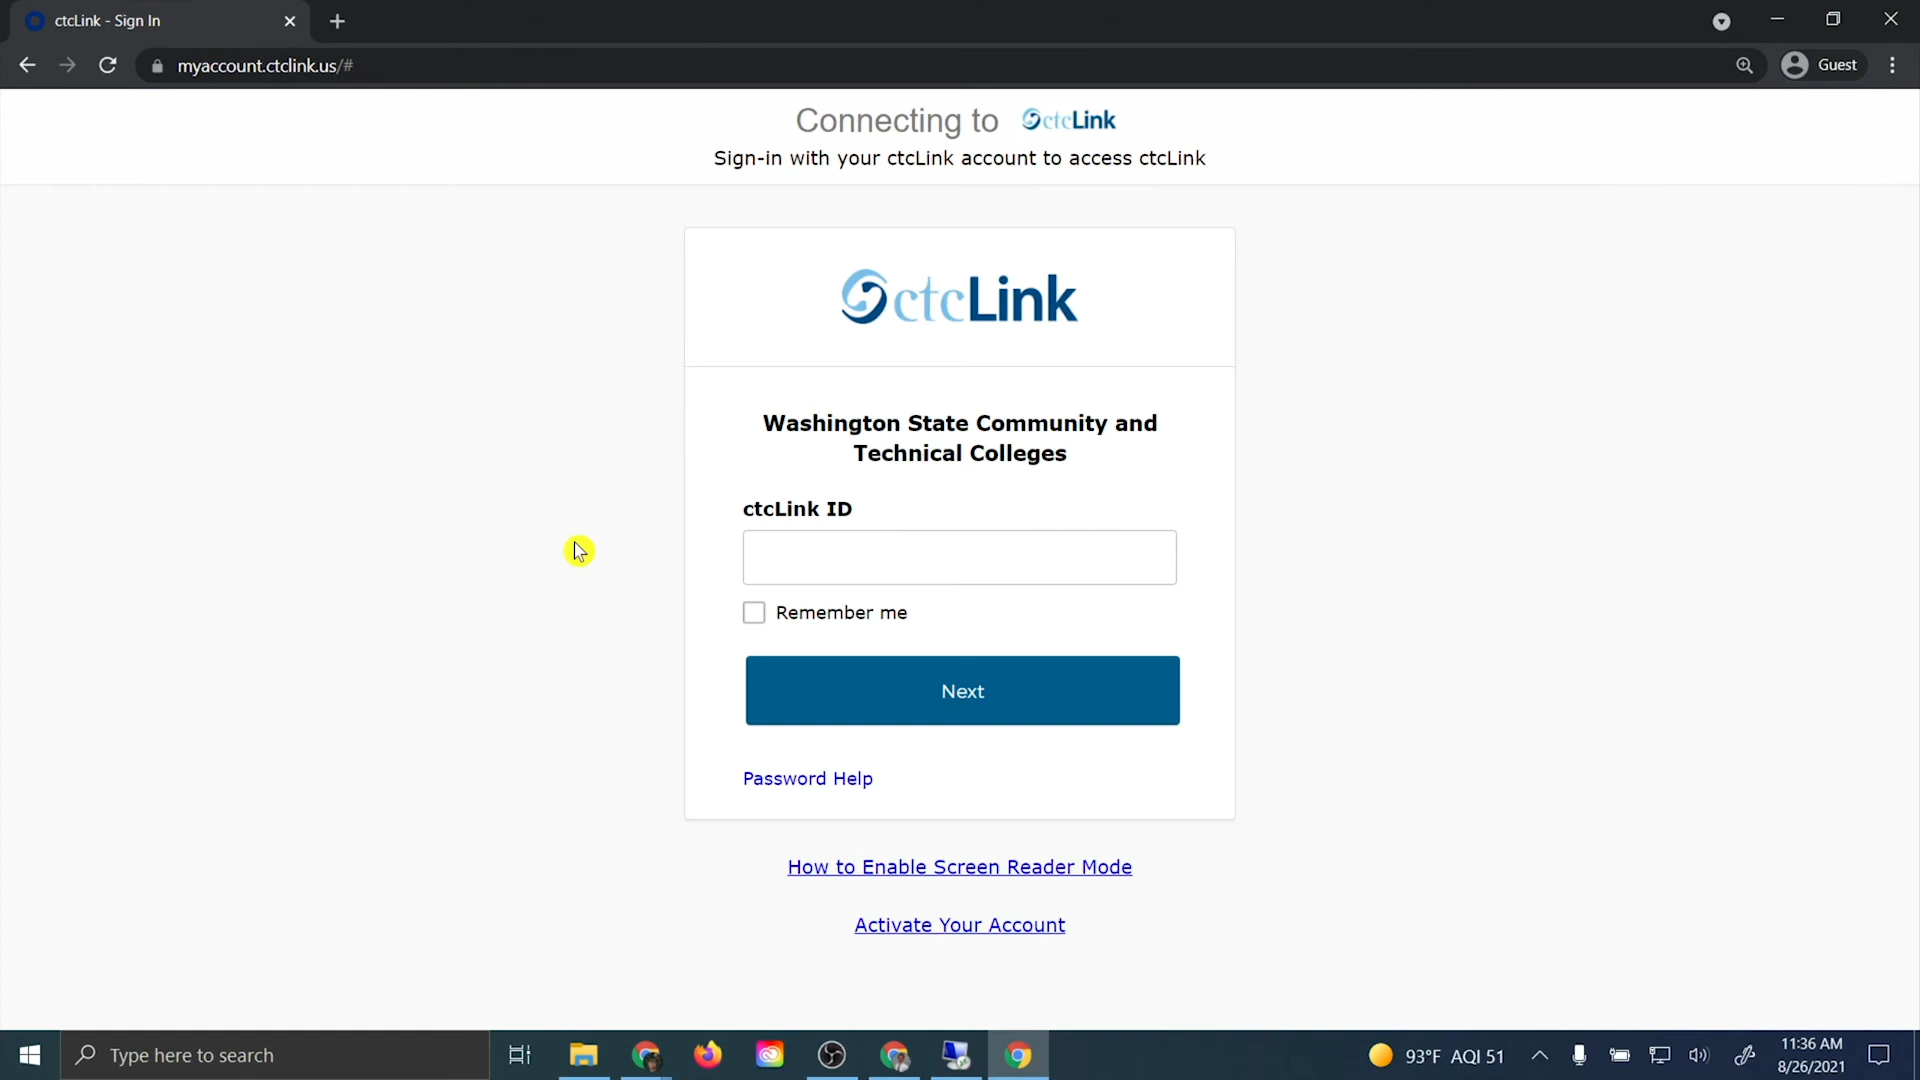 ctcLink - Sign In
myaccount.ctclink.us/#
Guest
Connecting to ctcLink
Sign-in with your ctcLink account to access ctcLink
ctcLink
Washington State Community and
Technical Colleges
ctcLink ID
Remember me
Next
Password Help
How to Enable Screen Reader Mode
Activate Your Account
Type here to search
93°F AQI 51
11:36 AM
8/26/2021